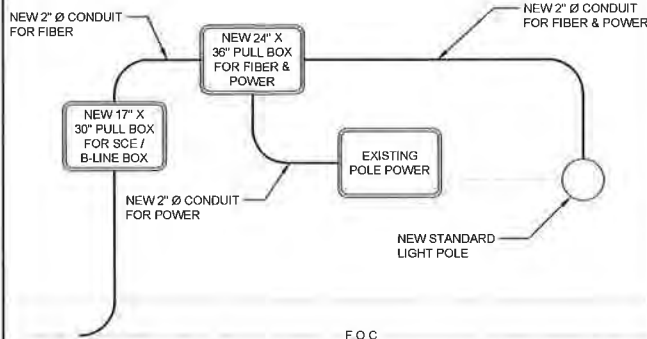 NEW 2" Ø CONDUIT
FOR FIBER
NEW 24" X
36" PULL BOX
FOR FIBER &
POWER
NEW 2" Ø CONDUIT
FOR FIBER & POWER
NEW 17" X
30" PULL BOX
FOR SCE /
B-LINE BOX
EXISTING
POLE POWER
NEW 2" Ø CONDUIT
FOR POWER
NEW STANDARD
LIGHT POLE
F.O.C